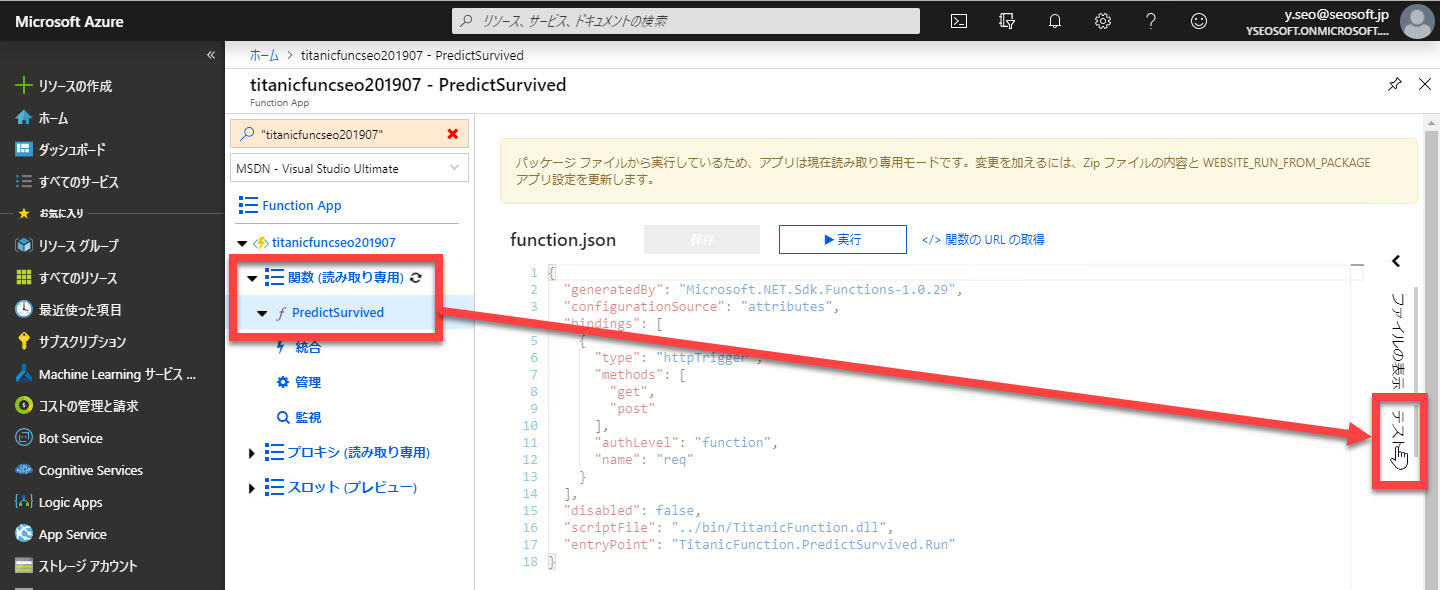 Microsoft Azure
リソース、サービス、ドキュメントの検索
y.seo@seosoft.jp
YSEOSOFT.ONMICROSOFT....
«
リソースの作成
ホーム
ダッシュボード
すべてのサービス
お気に入り
リソース グループ
すべてのリソース
最近使った項目
サブスクリプション
Machine Learning サービス ...
コストの管理と請求
Bot Service
Cognitive Services
Logic Apps
App Service
ストレージ アカウント
ホーム > titanicfuncseo201907 - PredictSurvived
titanicfuncseo201907 - PredictSurvived
Function App
"titanicfuncseo201907"
MSDN - Visual Studio Ultimate
Function App
titanicfuncseo201907
関数 (読み取り専用)
f PredictSurvived
統合
管理
監視
プロキシ (読み取り専用)
スロット (プレビュー)
パッケージ ファイルから実行しているため、アプリは現在読み取り専用モードです。変更を加えるには、Zip ファイルの内容と WEBSITE_RUN_FROM_PACKAGE
アプリ設定を更新します。
function.json
保存
実行
</> 関数の URL の取得
1 {
2 "generatedBy": "Microsoft.NET.Sdk.Functions-1.0.29",
3 "configurationSource": "attributes",
4 "bindings": [
5 {
6 "type": "httpTrigger",
7 "methods": [
8 "get",
9 "post"
10 ],
11 "authLevel": "function",
12 "name": "req"
13 }
14 ],
15 "disabled": false,
16 "scriptFile": "../bin/TitanicFunction.dll",
17 "entryPoint": "TitanicFunction.PredictSurvived.Run"
18 }
ファイルの表示
テスト